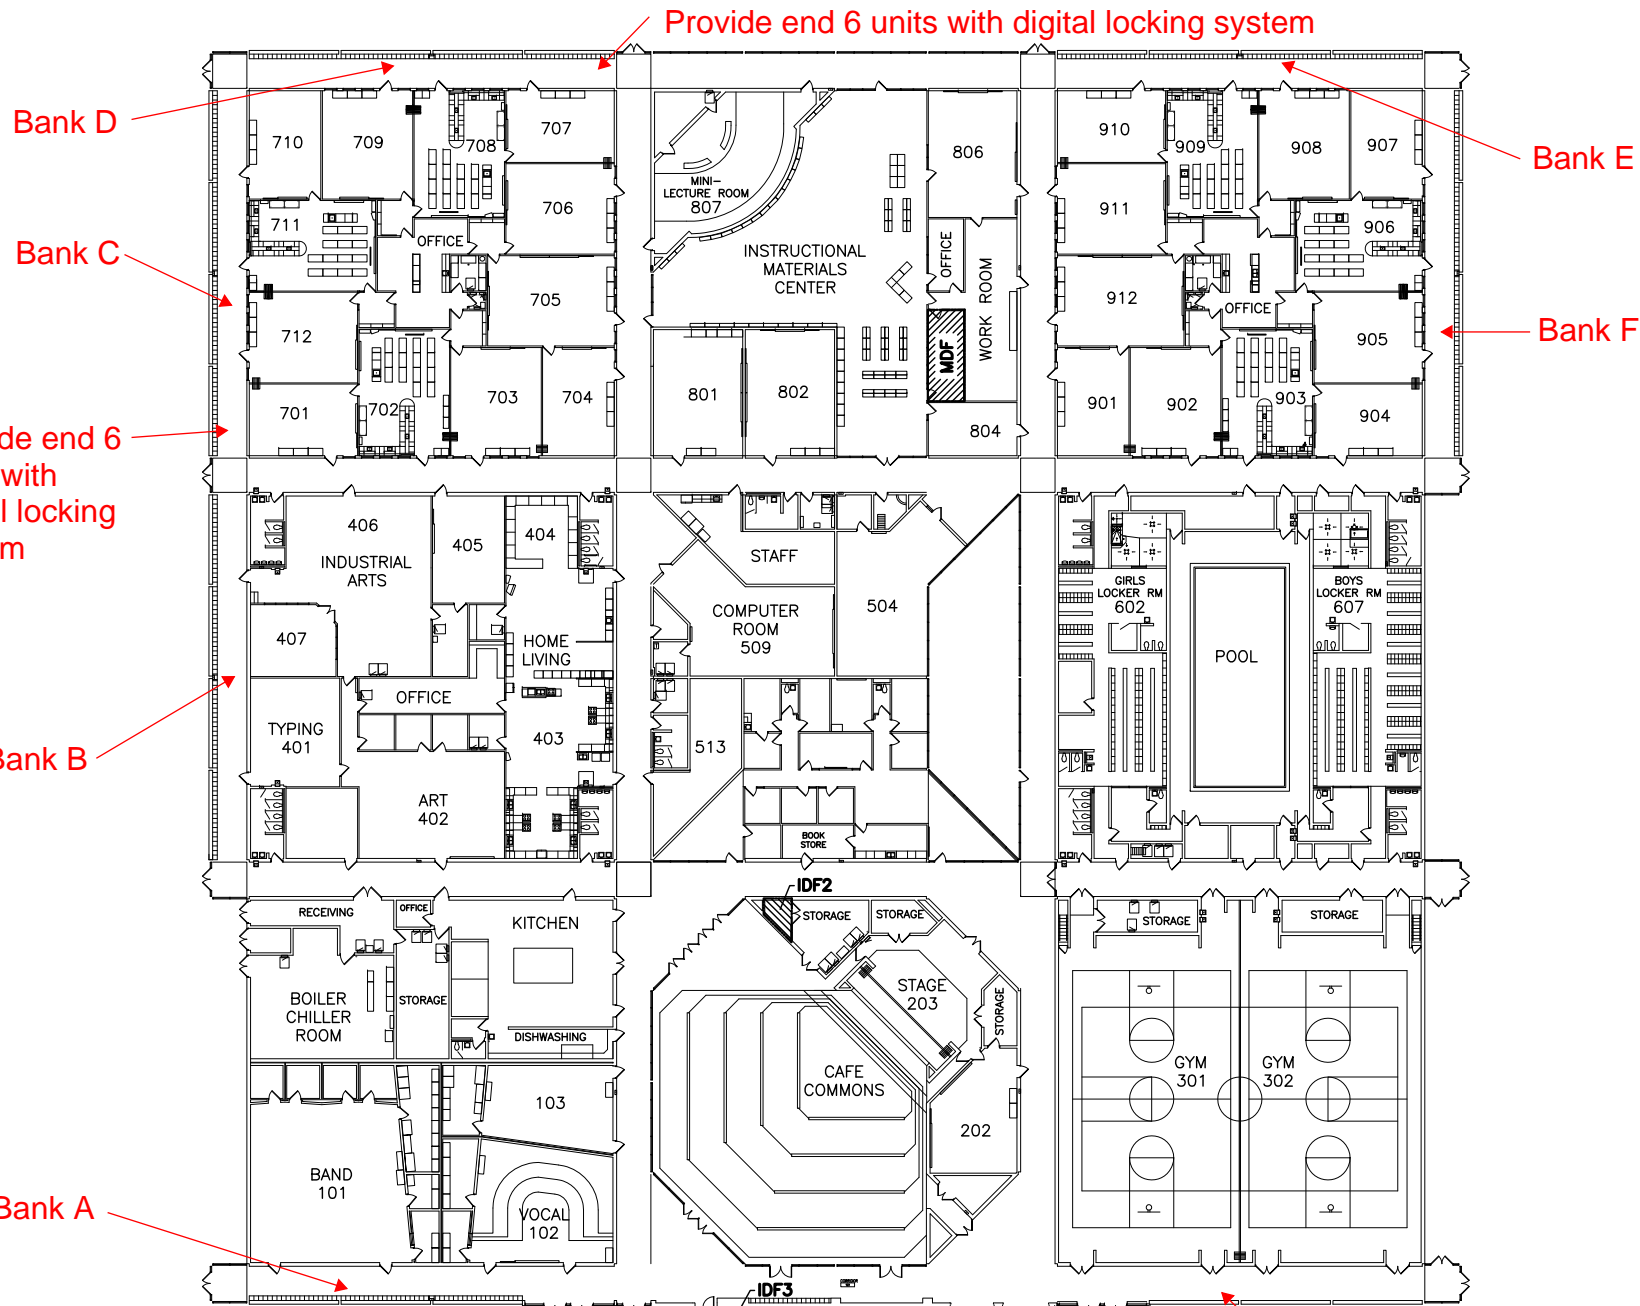 Provide end 6 units with digital locking system
Bank D
Bank E
Bank C
Bank F
de end 6
with
l locking
m
Bank B
Bank A
710
709
708
707
706
711
OFFICE
705
712
701
702
703
704
MINI-
LECTURE ROOM
807
INSTRUCTIONAL
MATERIALS
CENTER
806
OFFICE
WORK ROOM
MDF
801
802
804
910
909
908
907
911
906
912
OFFICE
905
901
902
903
904
406
INDUSTRIAL
ARTS
405
404
407
HOME
LIVING
OFFICE
TYPING
401
403
ART
402
STAFF
COMPUTER
ROOM
509
504
513
BOOK
STORE
GIRLS
LOCKER RM
602
BOYS
LOCKER RM
607
POOL
RECEIVING
OFFICE
KITCHEN
BOILER
CHILLER
ROOM
STORAGE
DISHWASHING
103
BAND
101
VOCAL
102
IDF2
STORAGE
STORAGE
STAGE
203
STORAGE
CAFE
COMMONS
202
STORAGE
STORAGE
GYM
301
GYM
302
IDF3